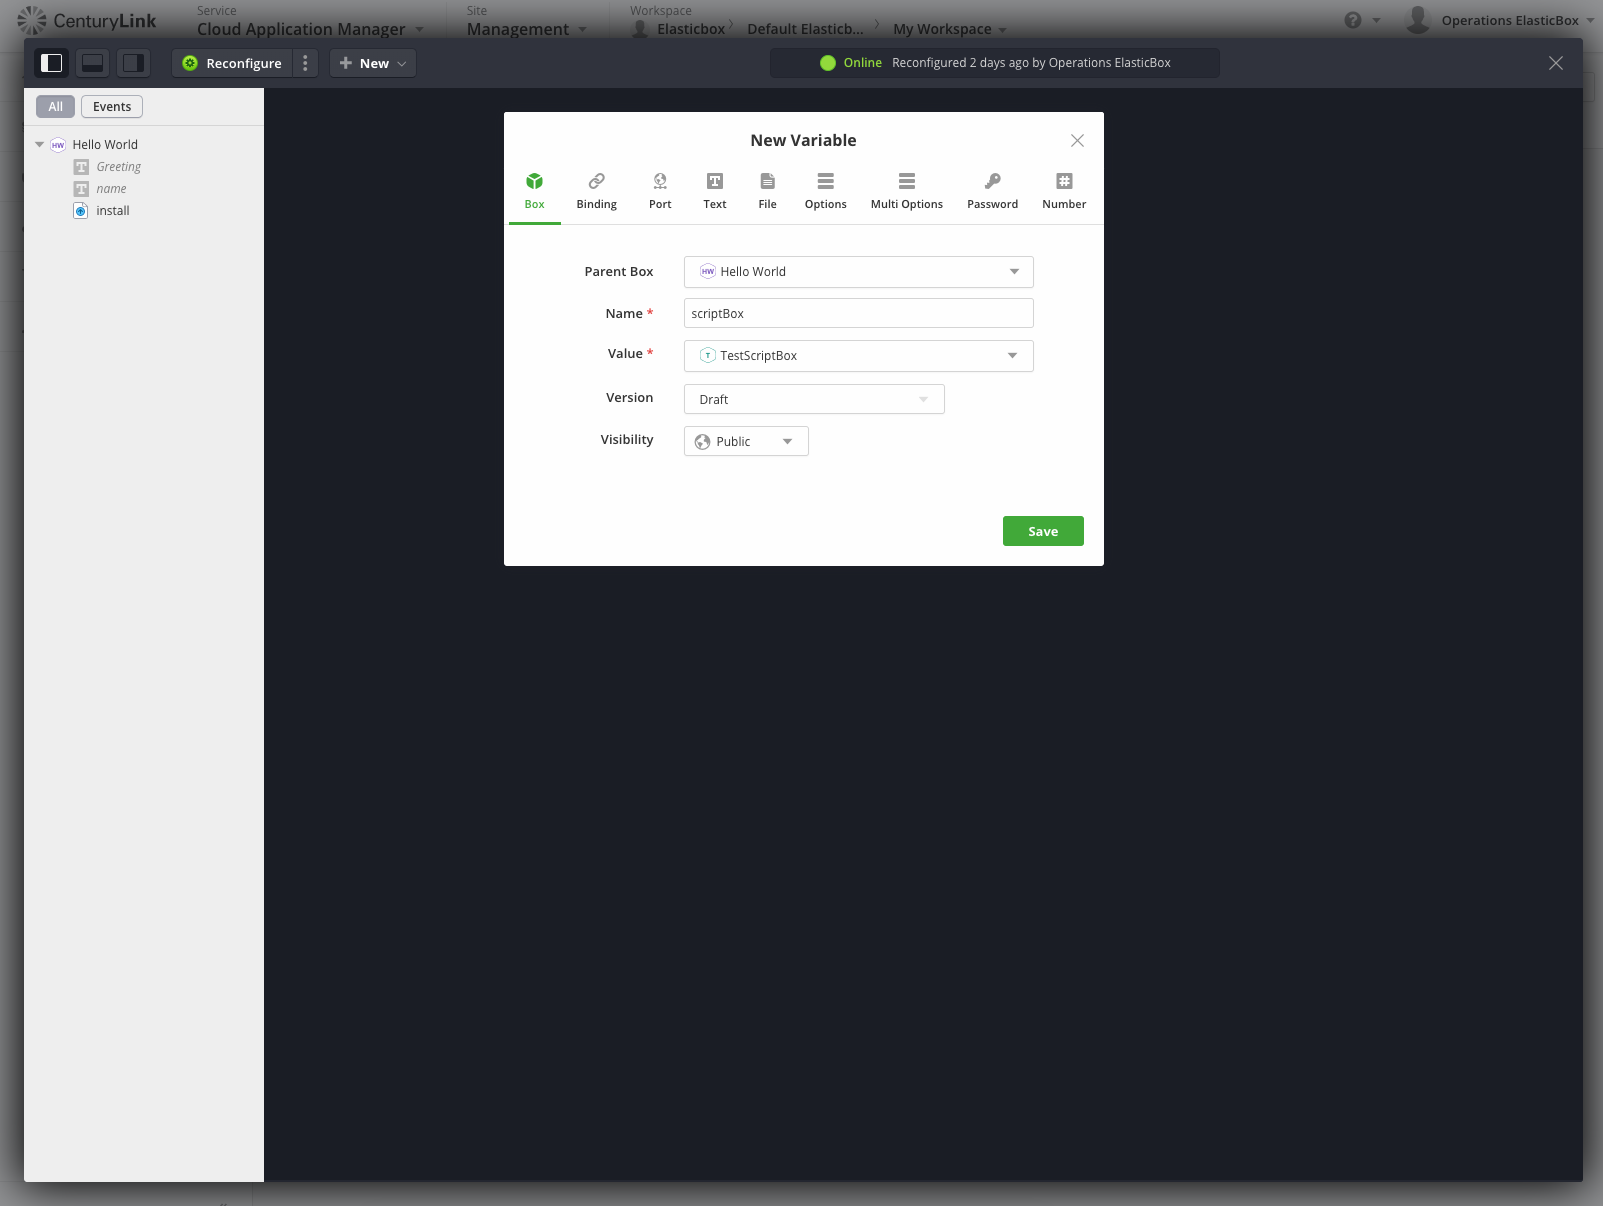 CenturyLink
Service
Cloud Application Manager
Site
Management
Workspace
Elasticbox
Default Elasticb...
My Workspace
?
Operations ElasticBox
Reconfigure
New
Online Reconfigured 2 days ago by Operations ElasticBox
All
Events
HW Hello World
T Greeting
T name
install
New Variable
Box
Binding
Port
Text
File
Options
Multi Options
Password
Number
Parent Box
HW Hello World
Name *
scriptBox
Value *
T TestScriptBox
Version
Draft
Visibility
Public
Save